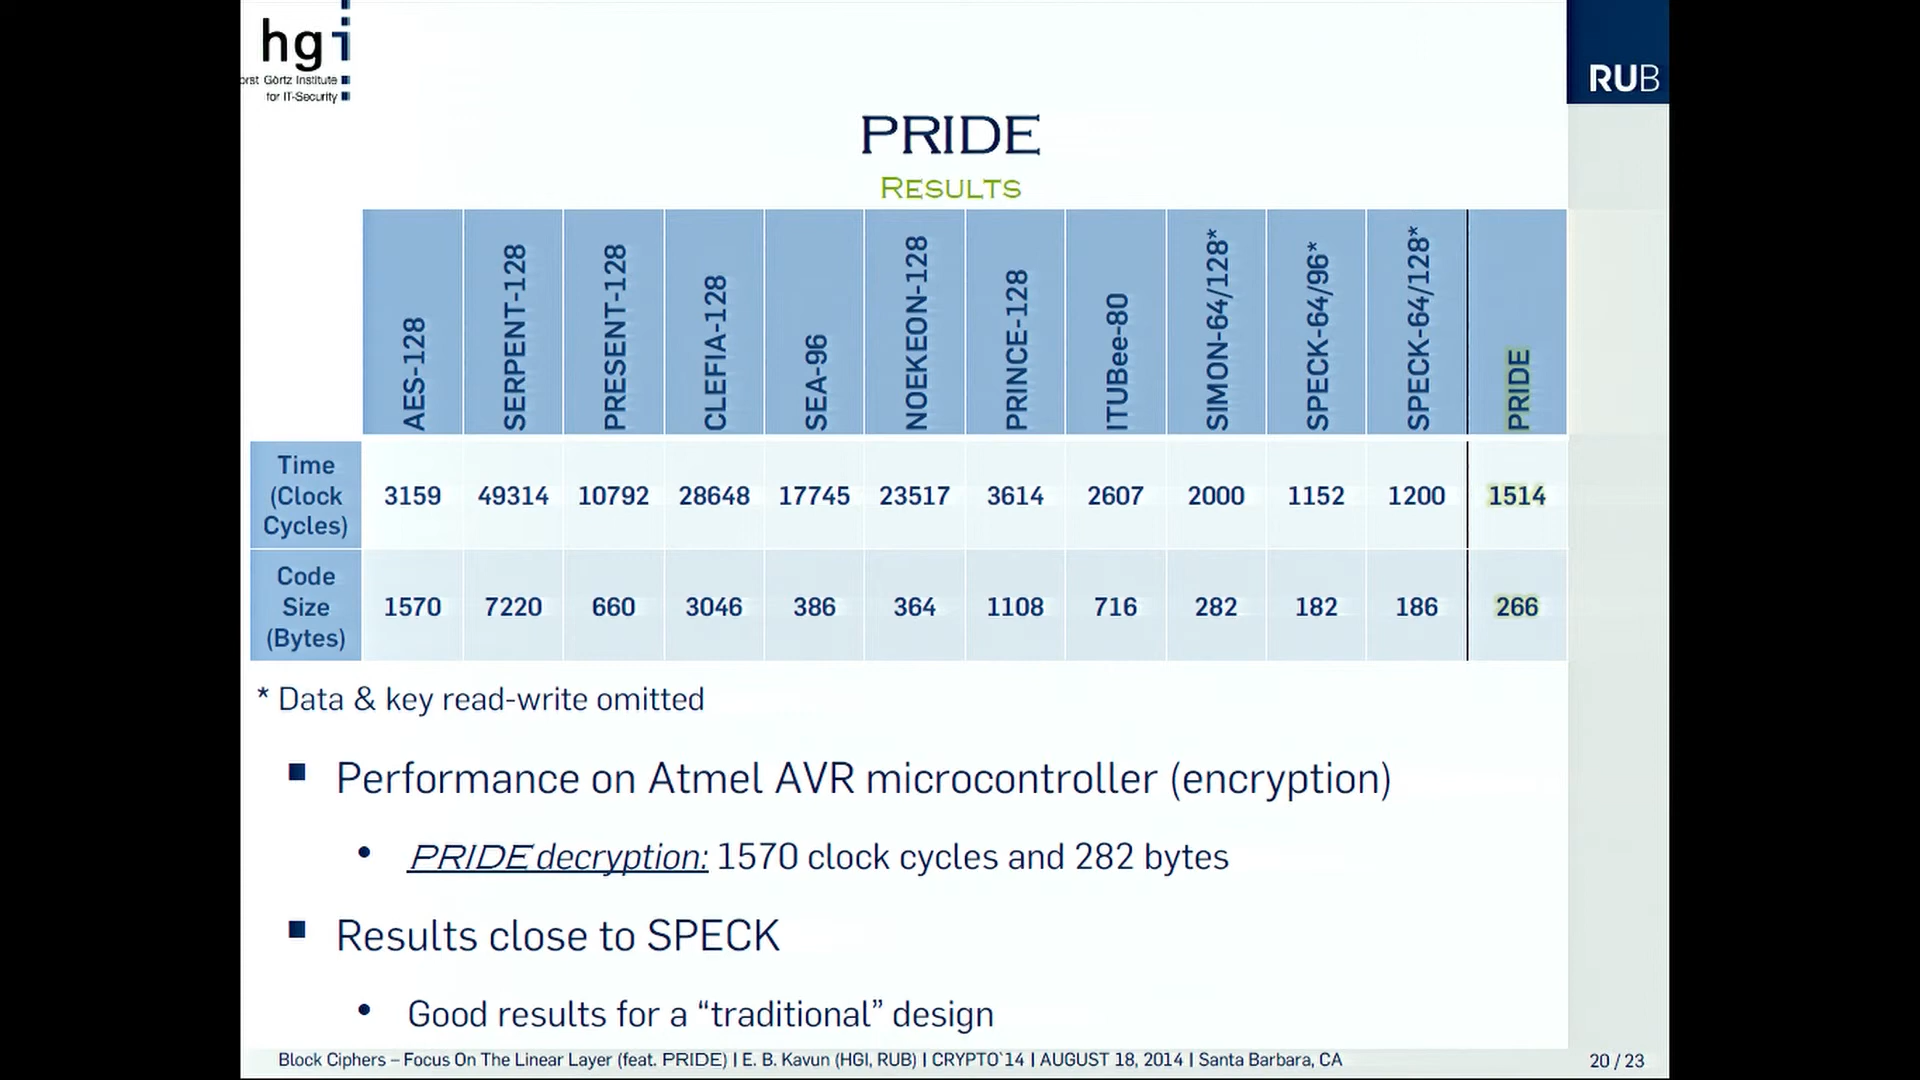 hgi
orst Görtz Institute
for IT-Security
RUB
PRIDE
RESULTS
AES-128 SERPENT-128 PRESENT-128 CLEFIA-128 SEA-96 NOEKEON-128 PRINCE-128 ITUBee-80 SIMON-64/128* SPECK-64/96* SPECK-64/128* PRIDE
Time (Clock Cycles) 3159 49314 10792 28648 17745 23517 3614 2607 2000 1152 1200 1514
Code Size (Bytes) 1570 7220 660 3046 386 364 1108 716 282 182 186 266
* Data & key read-write omitted
▪ Performance on Atmel AVR microcontroller (encryption)
• PRIDE decryption: 1570 clock cycles and 282 bytes
▪ Results close to SPECK
• Good results for a “traditional” design
Block Ciphers – Focus On The Linear Layer (feat. PRIDE) | E. B. Kavun (HGI, RUB) | CRYPTO`14 | AUGUST 18, 2014 | Santa Barbara, CA
20 / 23